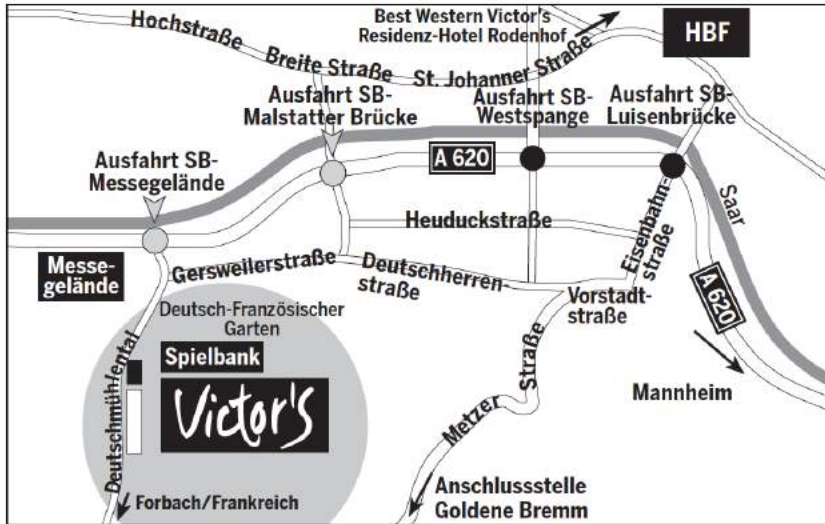 Hochstraße
Best Western Victor's
Residenz-Hotel Rodenhof
HBF
Breite Straße
St. Johanner Straße
Ausfahrt SB-
Malstatter Brücke
Ausfahrt SB-
Westspange
Ausfahrt SB-
Luisenbrücke
A 620
Ausfahrt SB-
Messegelände
Saar
Heuduckstraße
Eisenbahn-
straße
Messe-
gelände
Gersweilerstraße
Deutschherren-
straße
Vorstadt-
straße
A 620
Deutsch-Französischer
Garten
Spielbank
Victor's
Deutschmühlental
Metzer Straße
Mannheim
Forbach/Frankreich
Anschlussstelle
Goldene Bremm